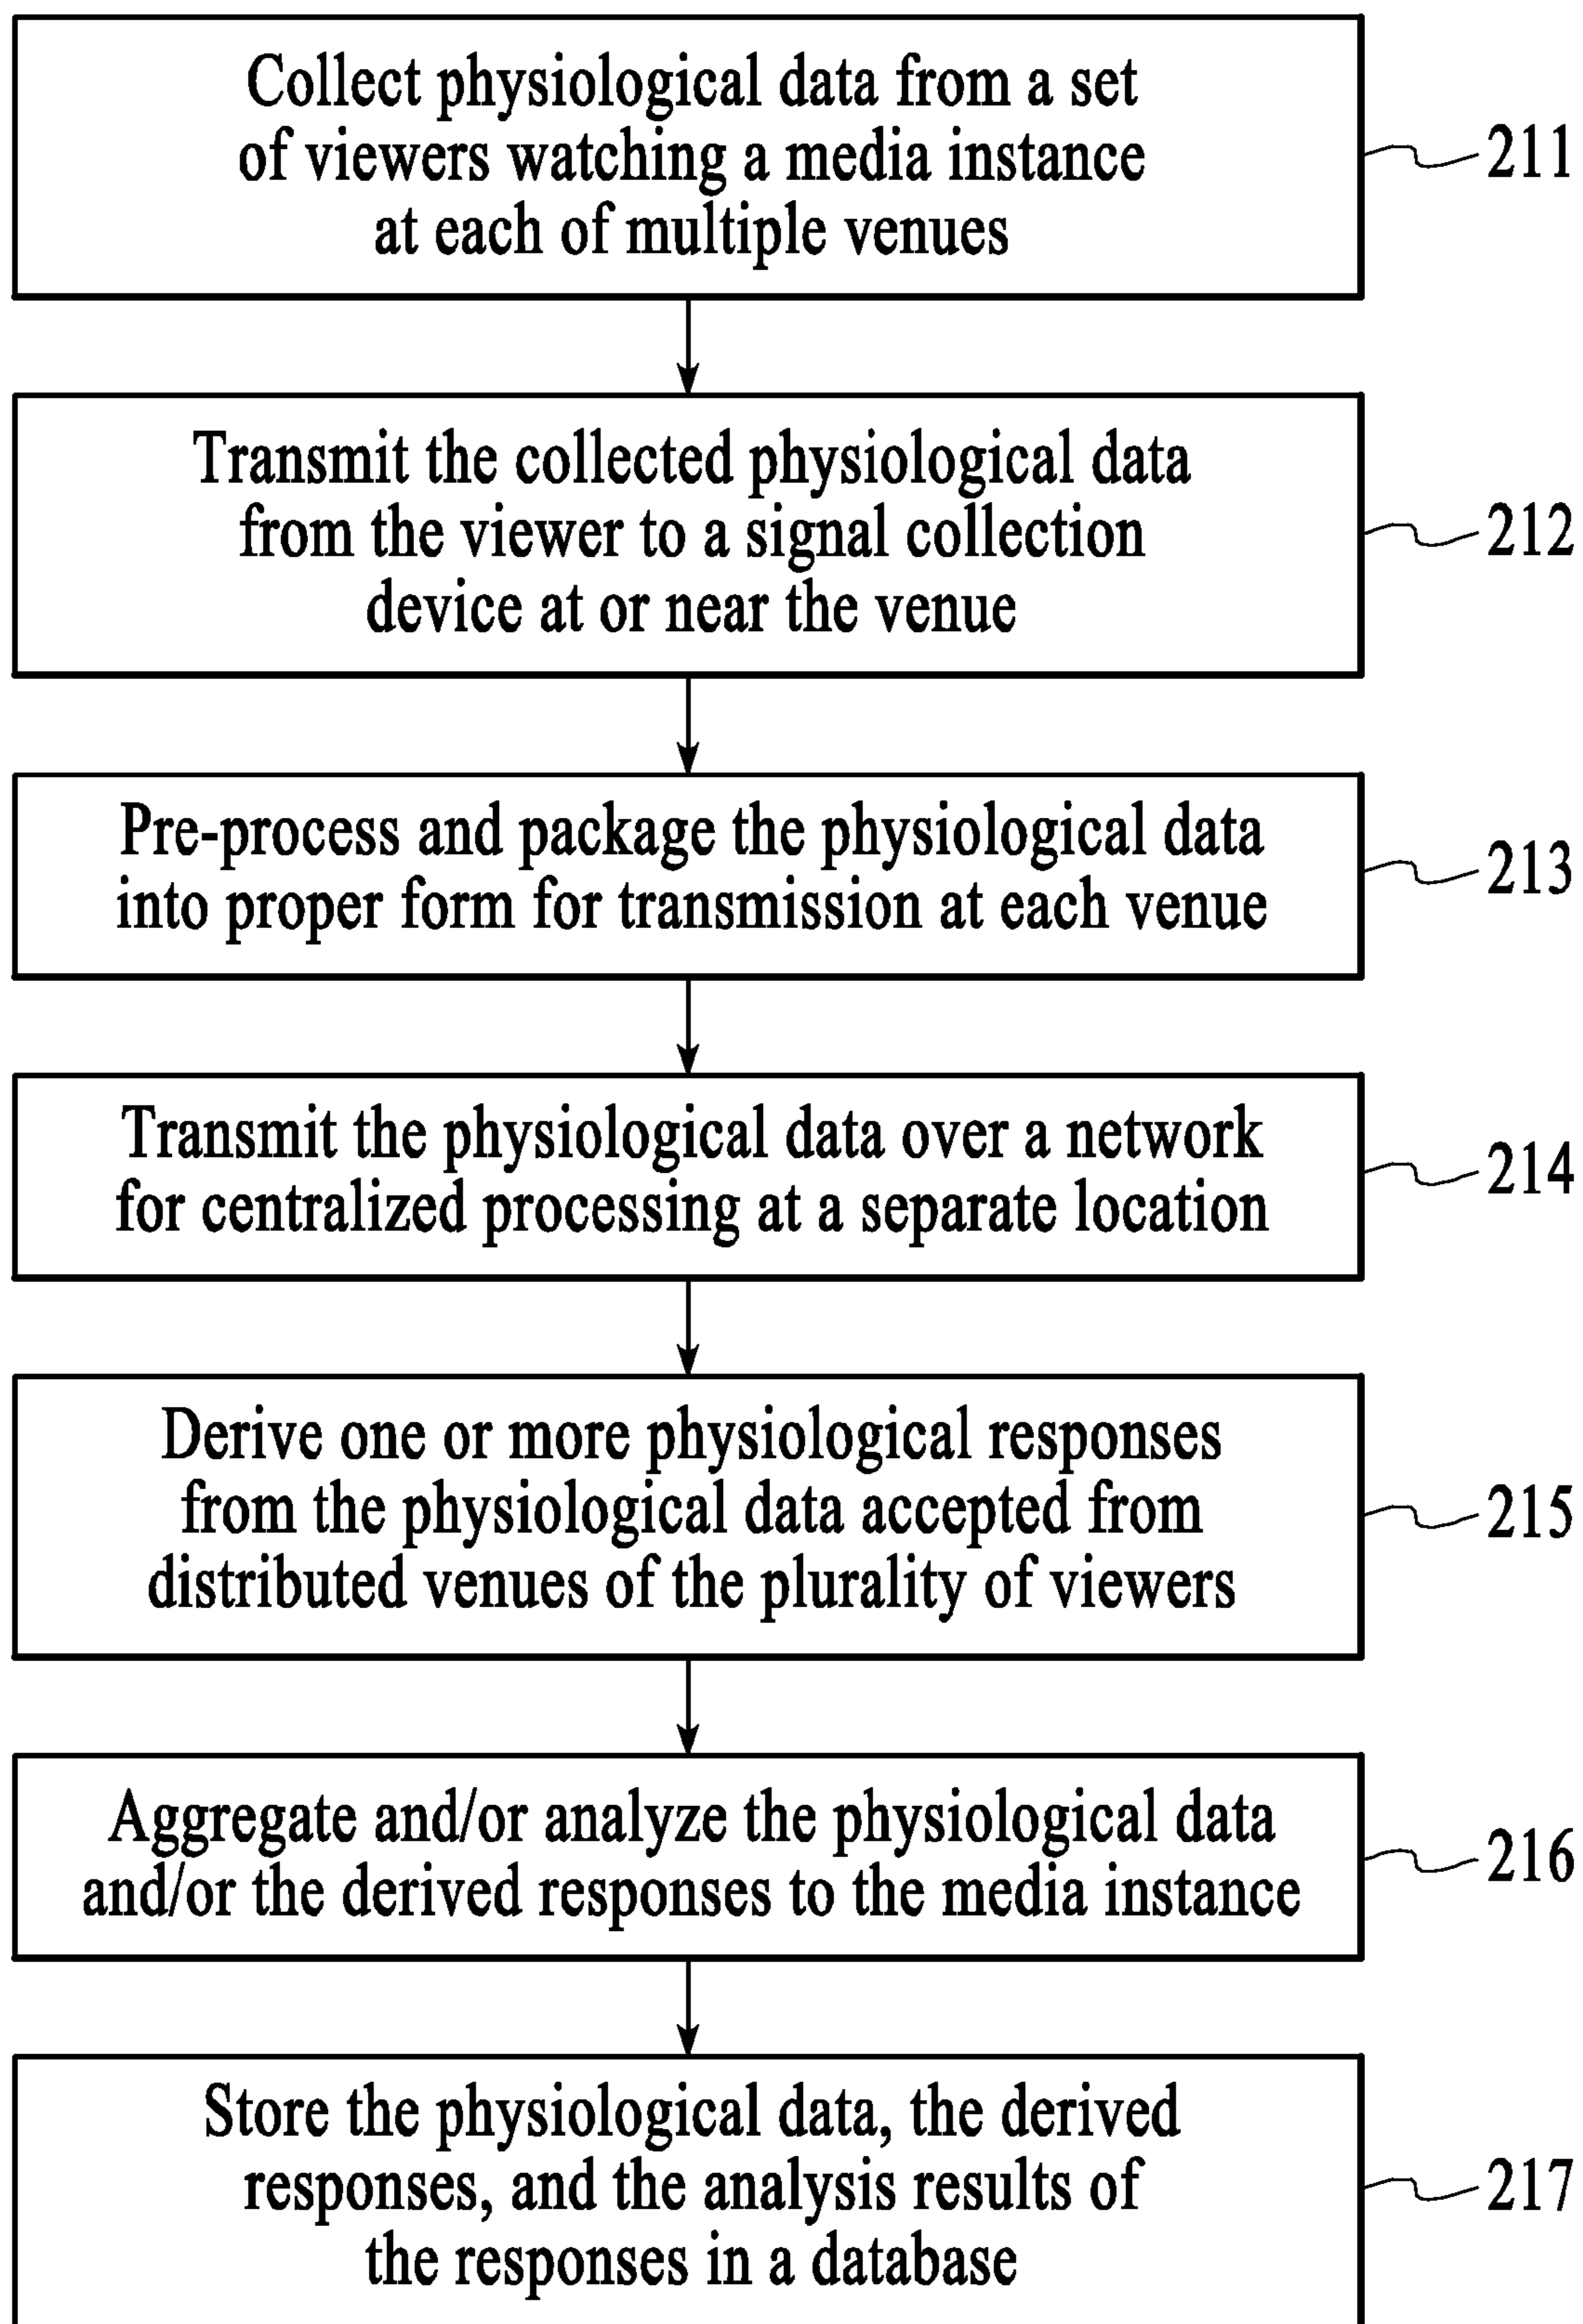 Collect physiological data from a set
of viewers watching a media instance
at each of multiple venues
211
Transmit the collected physiological data
from the viewer to a signal collection
device at or near the venue
212
Pre-process and package the physiological data
into proper form for transmission at each venue
213
Transmit the physiological data over a network
for centralized processing at a separate location
214
Derive one or more physiological responses
from the physiological data accepted from
distributed venues of the plurality of viewers
215
Aggregate and/or analyze the physiological data
and/or the derived responses to the media instance
216
Store the physiological data, the derived
responses, and the analysis results of
the responses in a database
217